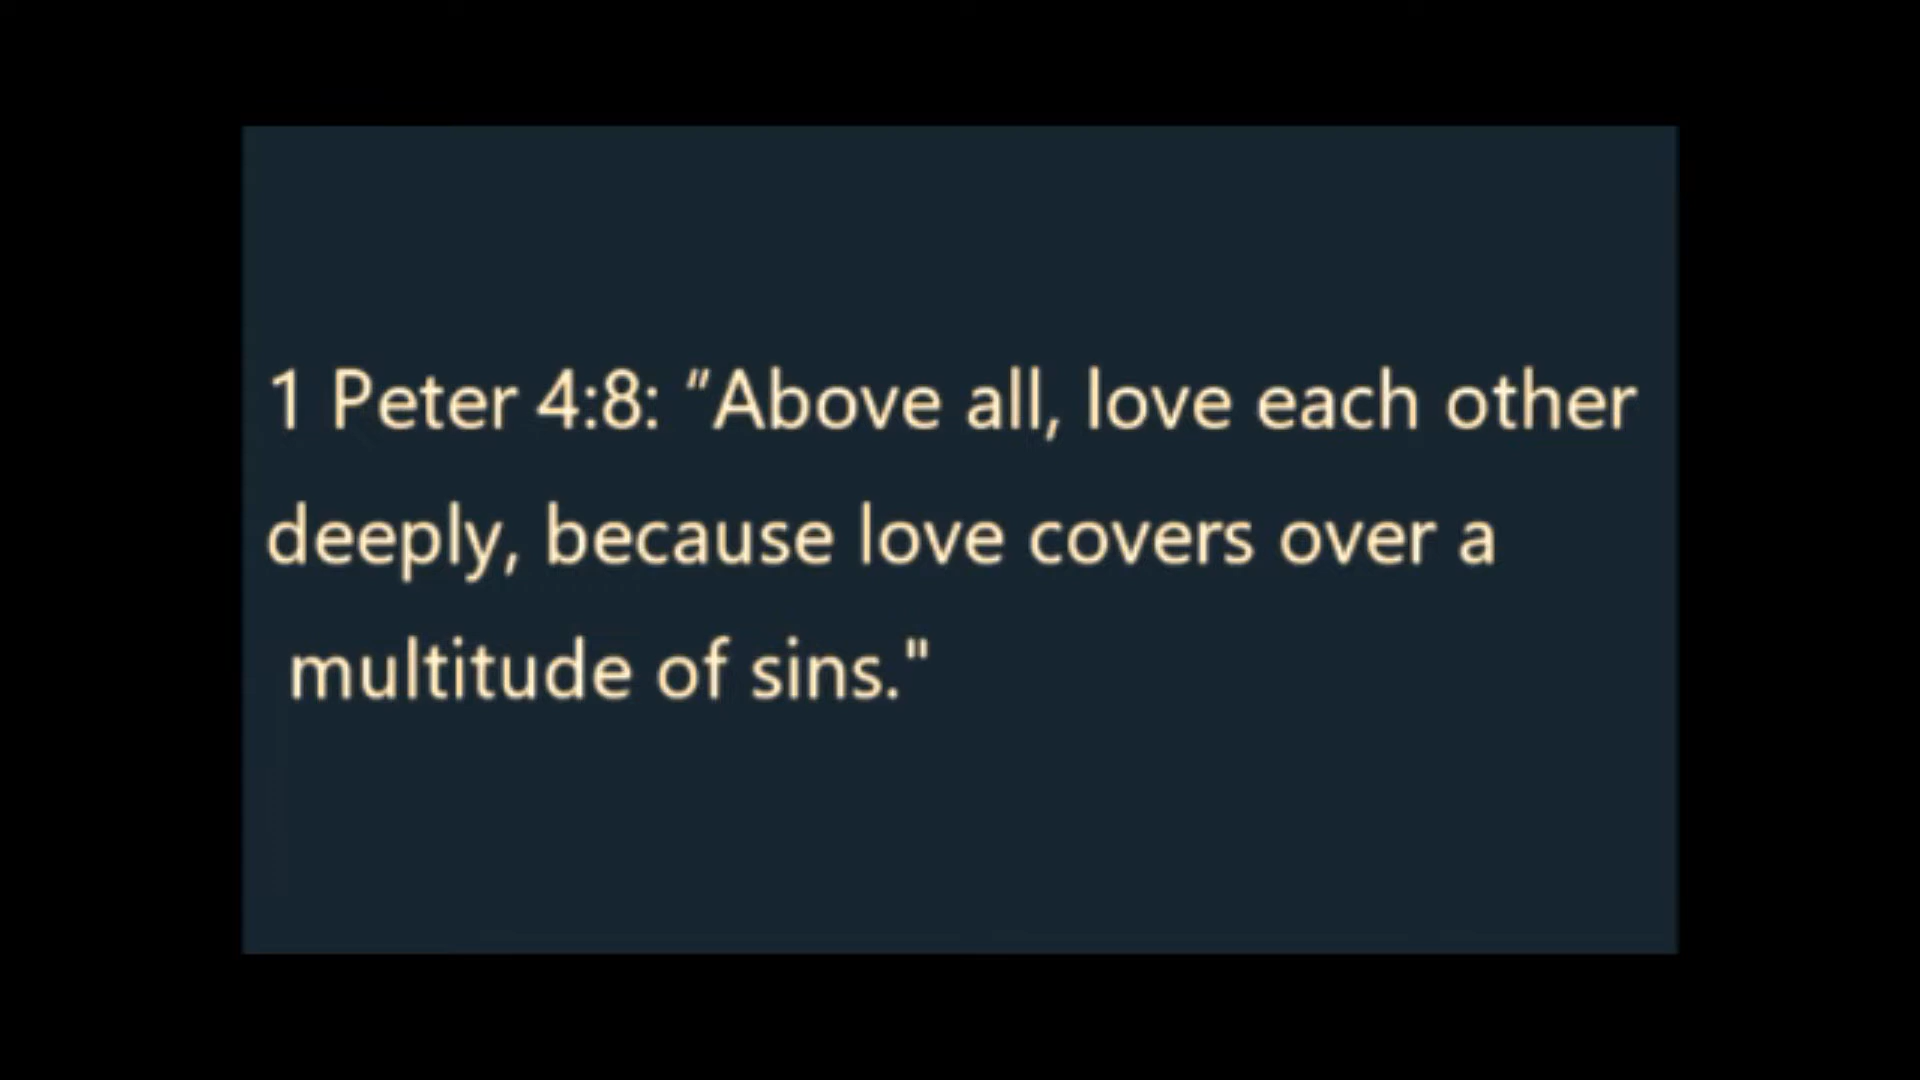 1 Peter 4:8: “Above all, love each other
deeply, because love covers over a
multitude of sins."